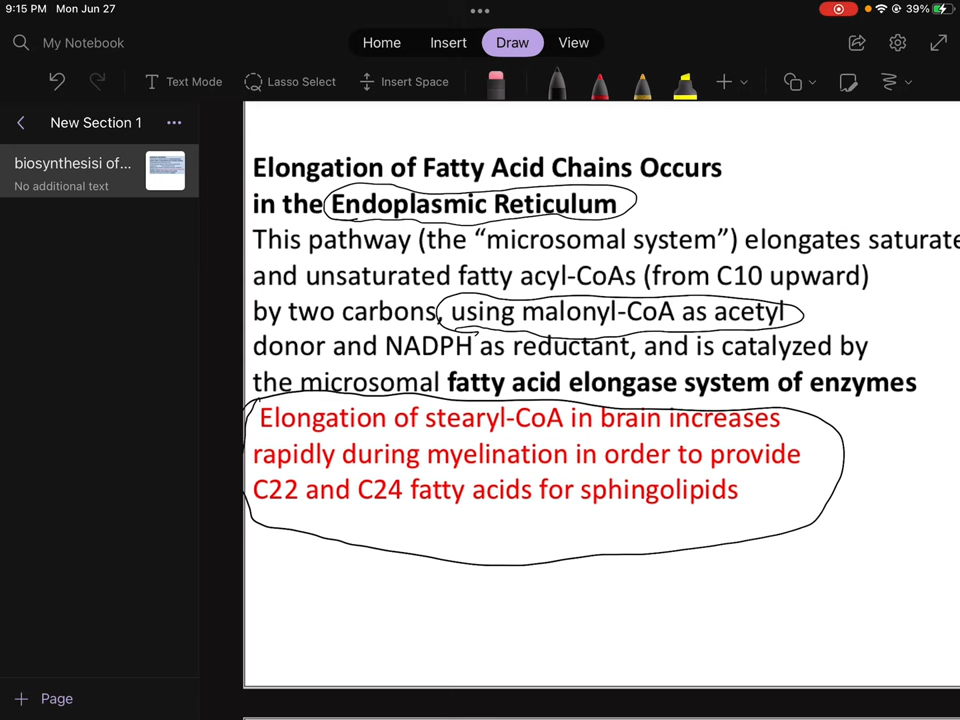 9:15 PM Mon Jun 27
39%
My Notebook
Home Insert Draw View
Text Mode Lasso Select Insert Space
New Section 1
biosynthesisi of...
No additional text
Elongation of Fatty Acid Chains Occurs
in the Endoplasmic Reticulum
This pathway (the “microsomal system”) elongates saturate
and unsaturated fatty acyl-CoAs (from C10 upward)
by two carbons, using malonyl-CoA as acetyl
donor and NADPH as reductant, and is catalyzed by
the microsomal fatty acid elongase system of enzymes
Elongation of stearyl-CoA in brain increases
rapidly during myelination in order to provide
C22 and C24 fatty acids for sphingolipids
Page